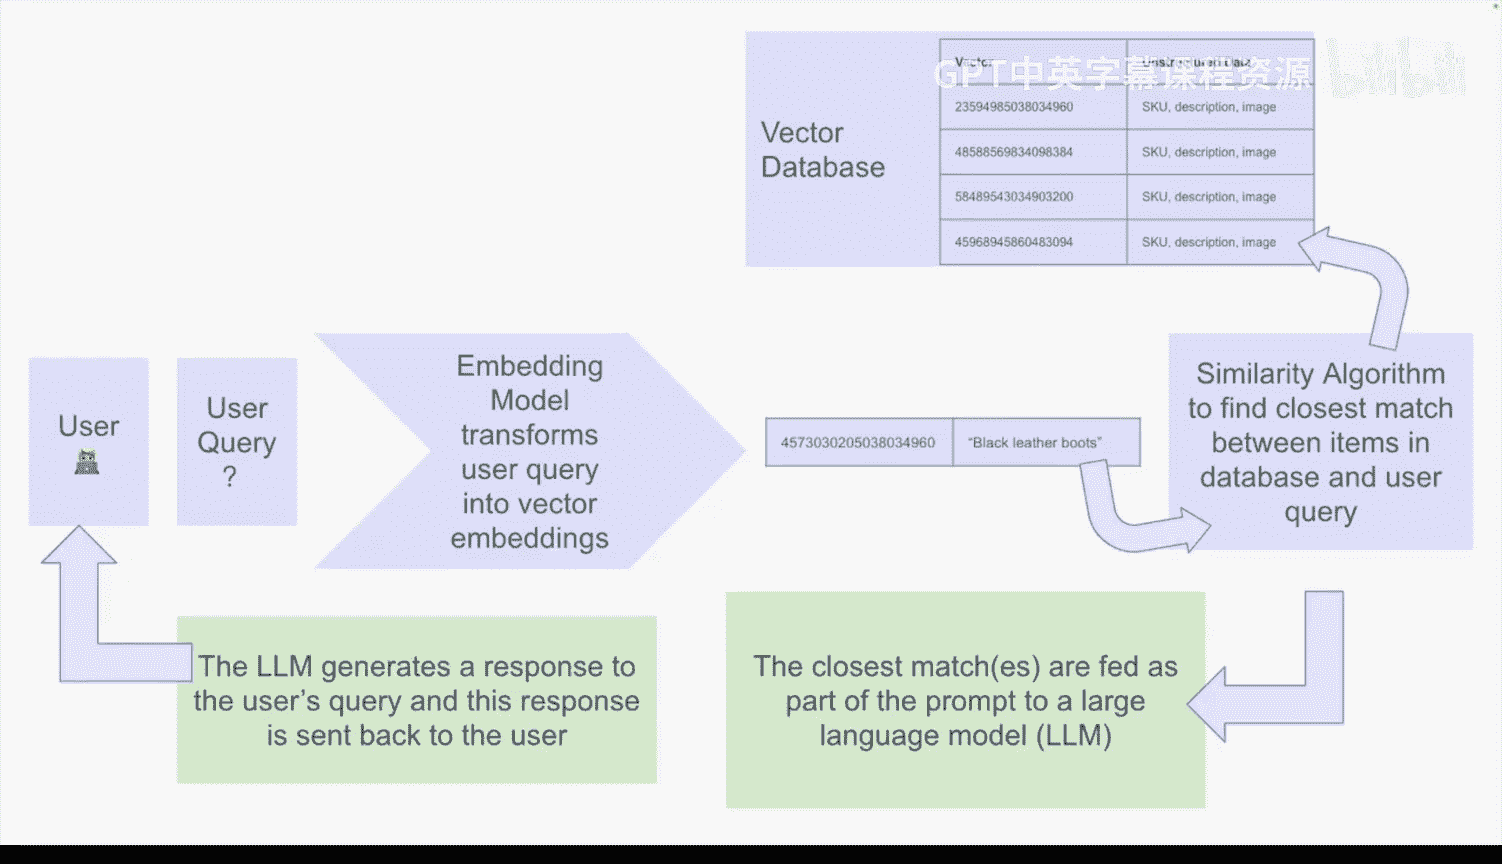 GPT中英字幕课程资源
bilibili
Vector
Unstructured Data
Vector
Database
23594985038034960
SKU, description, image
48588569834098384
SKU, description, image
58489543034903200
SKU, description, image
45968945860483094
SKU, description, image
User
User
Query
?
Embedding
Model
transforms
user query
into vector
embeddings
4573030205038034960
“Black leather boots”
Similarity Algorithm
to find closest match
between items in
database and user
query
The LLM generates a response to
the user’s query and this response
is sent back to the user
The closest match(es) are fed as
part of the prompt to a large
language model (LLM)